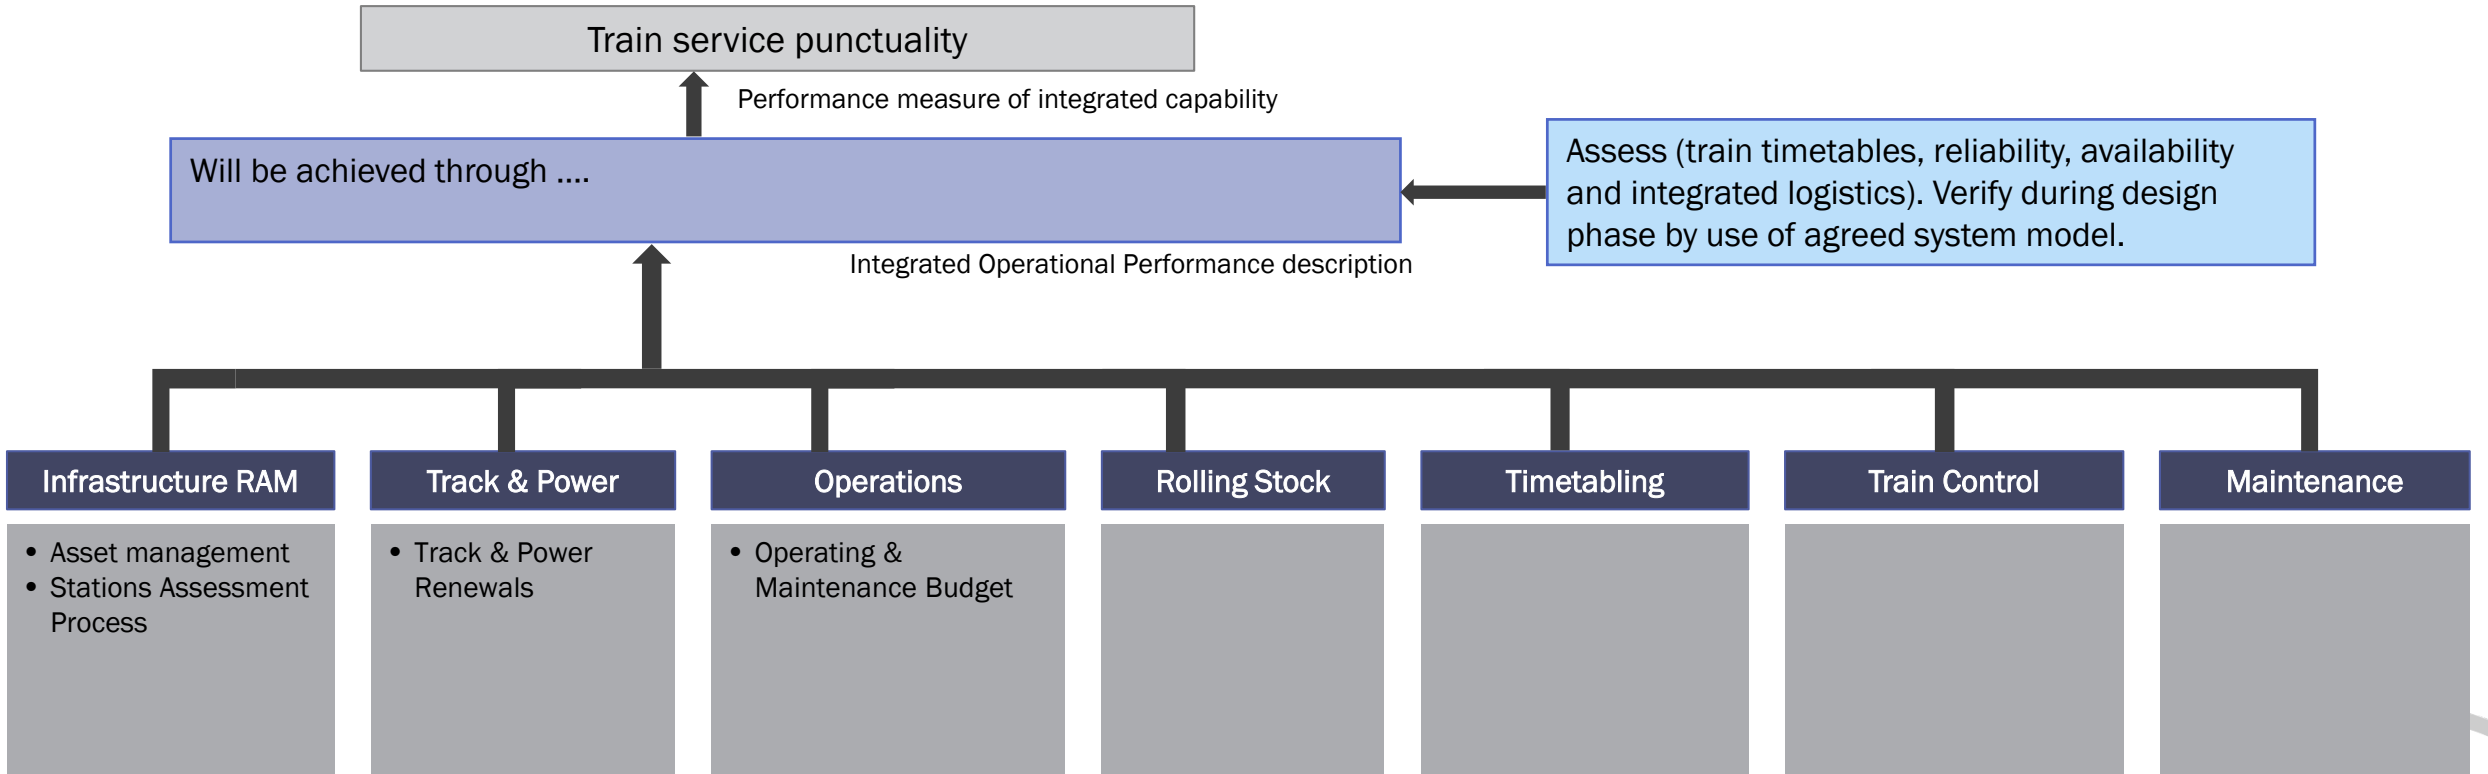 Train service punctuality
Performance measure of integrated capability
Will be achieved through ....
Assess (train timetables, reliability, availability
and integrated logistics). Verify during design
phase by use of agreed system model.
Integrated Operational Performance description
Infrastructure RAM
Track & Power
Operations
Rolling Stock
Timetabling
Train Control
Maintenance
• Asset management
• Stations Assessment
Process
• Track & Power
Renewals
• Operating &
Maintenance Budget